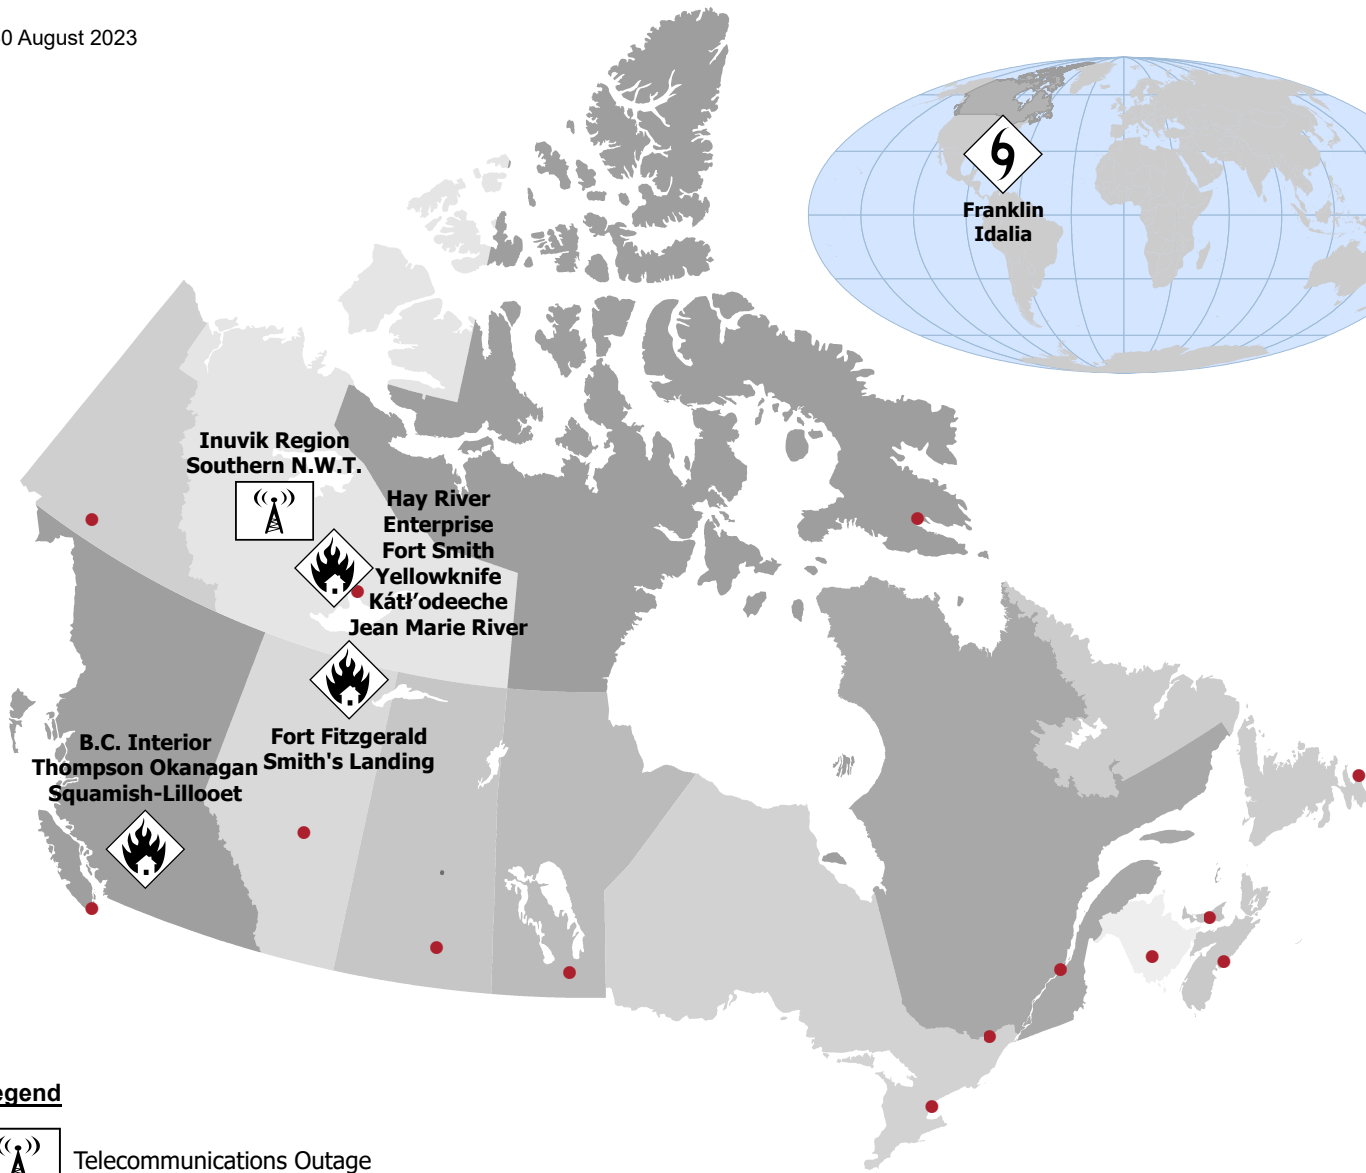 0 August 2023
Franklin
Idalia
Inuvik Region
Southern N.W.T.
Hay River
Enterprise
Fort Smith
Yellowknife
Kátł’odeeche
Jean Marie River
Fort Fitzgerald
Smith's Landing
B.C. Interior
Thompson Okanagan
Squamish-Lillooet
egend
Telecommunications Outage